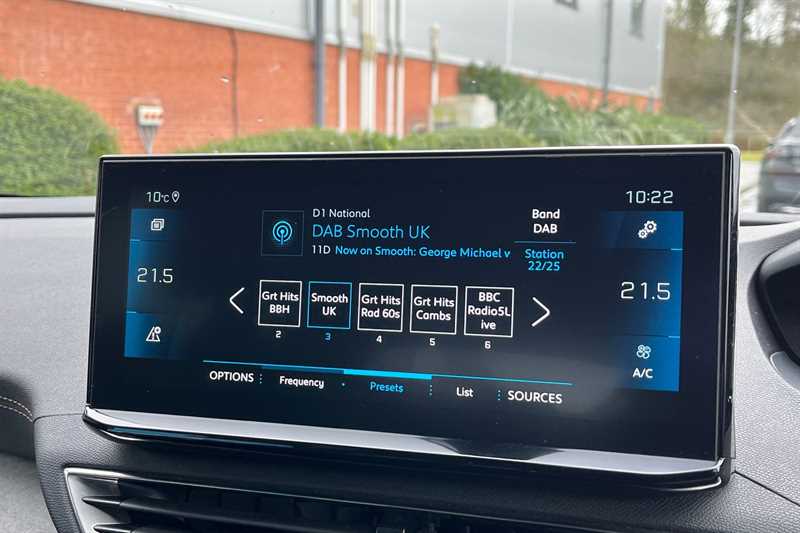 10°C
10:22
D1 National
DAB Smooth UK
11D Now on Smooth: George Michael v
Band
DAB
Station
22/25
21.5
21.5
Grt Hits
BBH
2
Smooth
UK
3
Grt Hits
Rad 60s
4
Grt Hits
Cambs
5
BBC
Radio5L
ive
6
A/C
OPTIONS
Frequency
Presets
List
SOURCES